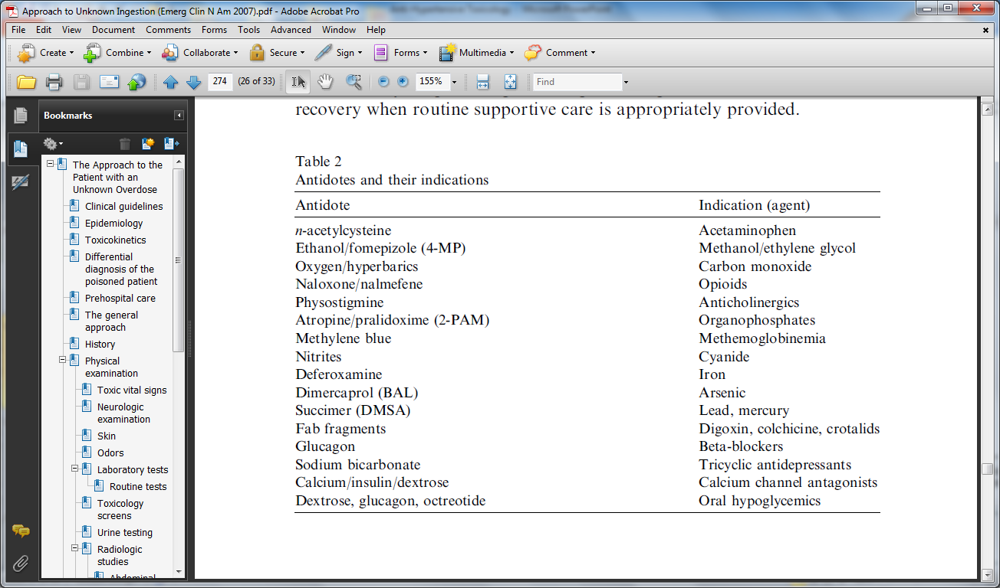 Approach to Unknown Ingestion (Emerg Clin N Am 2007).pdf - Adobe Acrobat Pro
File Edit View Document Comments Forms Tools Advanced Window Help
Create Combine Collaborate Secure Sign Forms Multimedia Comment
274 (26 of 33) 155% Find
Bookmarks
The Approach to the
Patient with an
Unknown Overdose
Clinical guidelines
Epidemiology
Toxicokinetics
Differential
diagnosis of the
poisoned patient
Prehospital care
The general
approach
History
Physical
examination
Toxic vital signs
Neurologic
examination
Skin
Odors
Laboratory tests
Routine tests
Toxicology
screens
Urine testing
Radiologic
studies
Abdominal
recovery when routine supportive care is appropriately provided.
Table 2
Antidotes and their indications
Antidote Indication (agent)
n-acetylcysteine Acetaminophen
Ethanol/fomepizole (4-MP) Methanol/ethylene glycol
Oxygen/hyperbarics Carbon monoxide
Naloxone/nalmefene Opioids
Physostigmine Anticholinergics
Atropine/pralidoxime (2-PAM) Organophosphates
Methylene blue Methemoglobinemia
Nitrites Cyanide
Deferoxamine Iron
Dimercaprol (BAL) Arsenic
Succimer (DMSA) Lead, mercury
Fab fragments Digoxin, colchicine, crotalids
Glucagon Beta-blockers
Sodium bicarbonate Tricyclic antidepressants
Calcium/insulin/dextrose Calcium channel antagonists
Dextrose, glucagon, octreotide Oral hypoglycemics